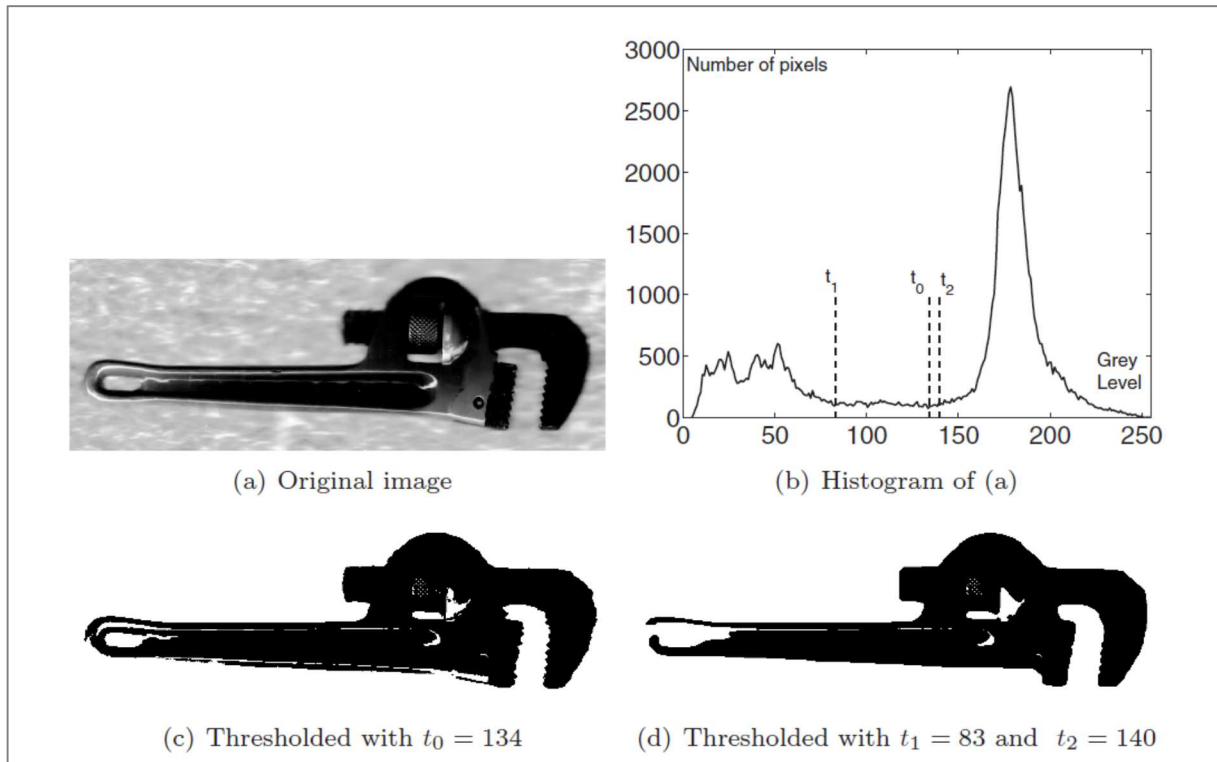 3000
Number of pixels
2500
2000
1500
1000
500
0
t₁
t₀
t₂
Grey
Level
0 50 100 150 200 250
(a) Original image
(b) Histogram of (a)
(c) Thresholded with t₀ = 134
(d) Thresholded with t₁ = 83 and t₂ = 140